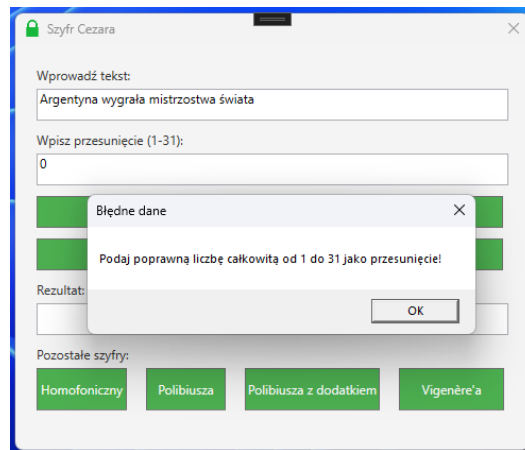 Szyfr Cezara
Wprowadź tekst:
Argentyna wygrała mistrzostwa świata
Wpisz przesunięcie (1-31):
0
Błędne dane
Podaj poprawną liczbę całkowitą od 1 do 31 jako przesunięcie!
OK
Rezultat:
Pozostałe szyfry:
Homofoniczny Polibiusza Polibiusza z dodatkiem Vigenère'a